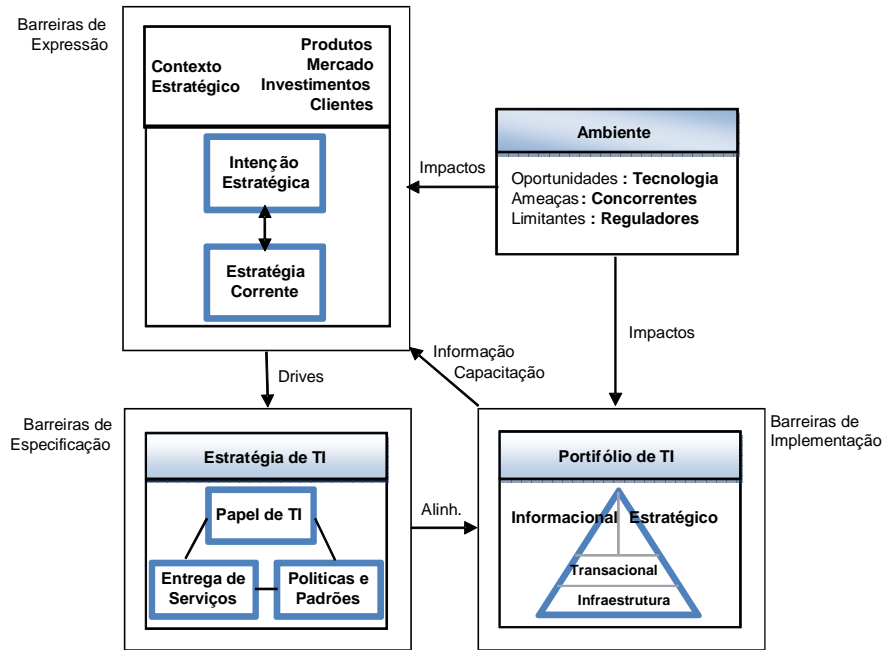 Barreiras de
Expressão
Contexto
Estratégico
Produtos
Mercado
Investimentos
Clientes
Intenção
Estratégica
Estratégia
Corrente
Impactos
Ambiente
Oportunidades : Tecnologia
Ameaças : Concorrentes
Limitantes : Reguladores
Impactos
Informação
Capacitação
Drives
Barreiras de
Especificação
Estratégia de TI
Papel de TI
Entrega de
Serviços
Politicas e
Padrões
Alinh.
Barreiras de
Implementação
Portifólio de TI
Informacional
Estratégico
Transacional
Infraestrutura